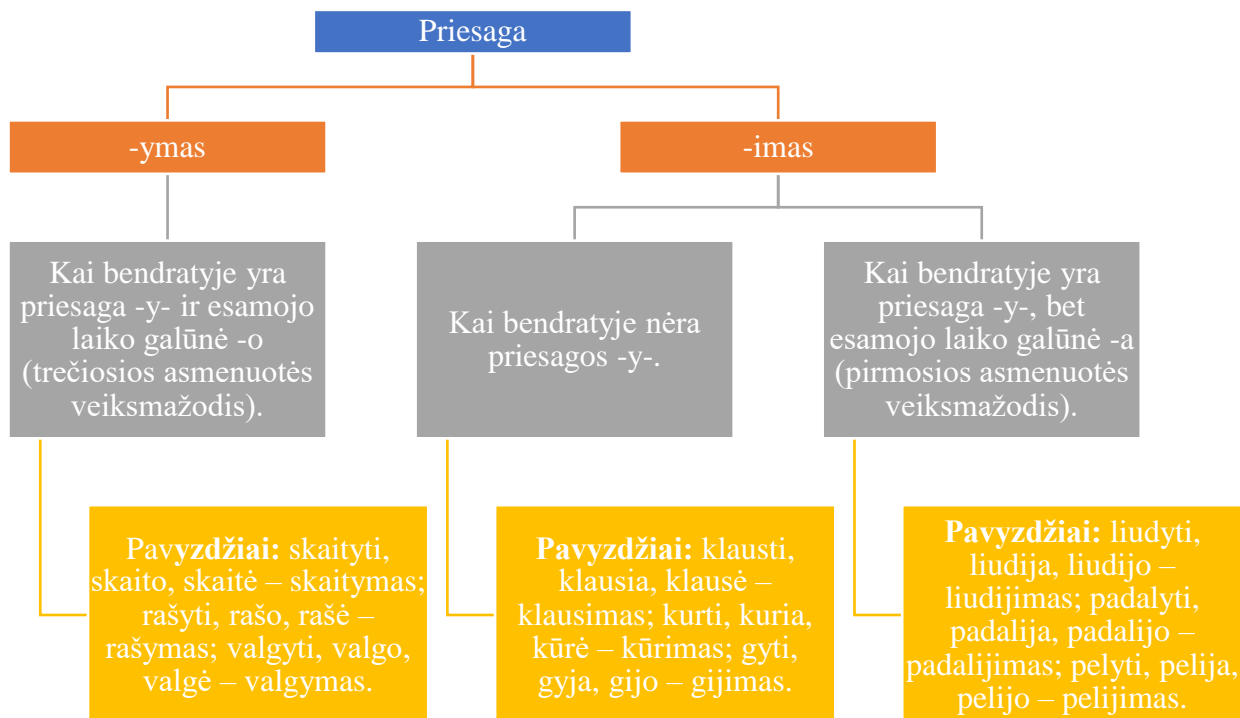 Priesaga
-ymas
-imas
Kai bendratyje yra
priesaga -y- ir esamojo
laiko galūnė -o
(trečiosios asmenuotės
veiksmažodis).
Kai bendratyje nėra
priesagos -y-.
Kai bendratyje yra
priesaga -y-, bet
esamojo laiko galūnė -a
(pirmosios asmenuotės
veiksmažodis).
Pavyzdžiai: skaityti,
skaito, skaitė – skaitymas;
rašyti, rašo, rašė –
rašymas; valgyti, valgo,
valgė – valgymas.
Pavyzdžiai: klausti,
klausia, klausė –
klausimas; kurti, kuria,
kūrė – kūrimas; gyti,
gyja, gijo – gijimas.
Pavyzdžiai: liudyti,
liudija, liudijo –
liudijimas; padalyti,
padalija, padalijo –
padalijimas; pelyti, pelija,
pelijo – pelijimas.